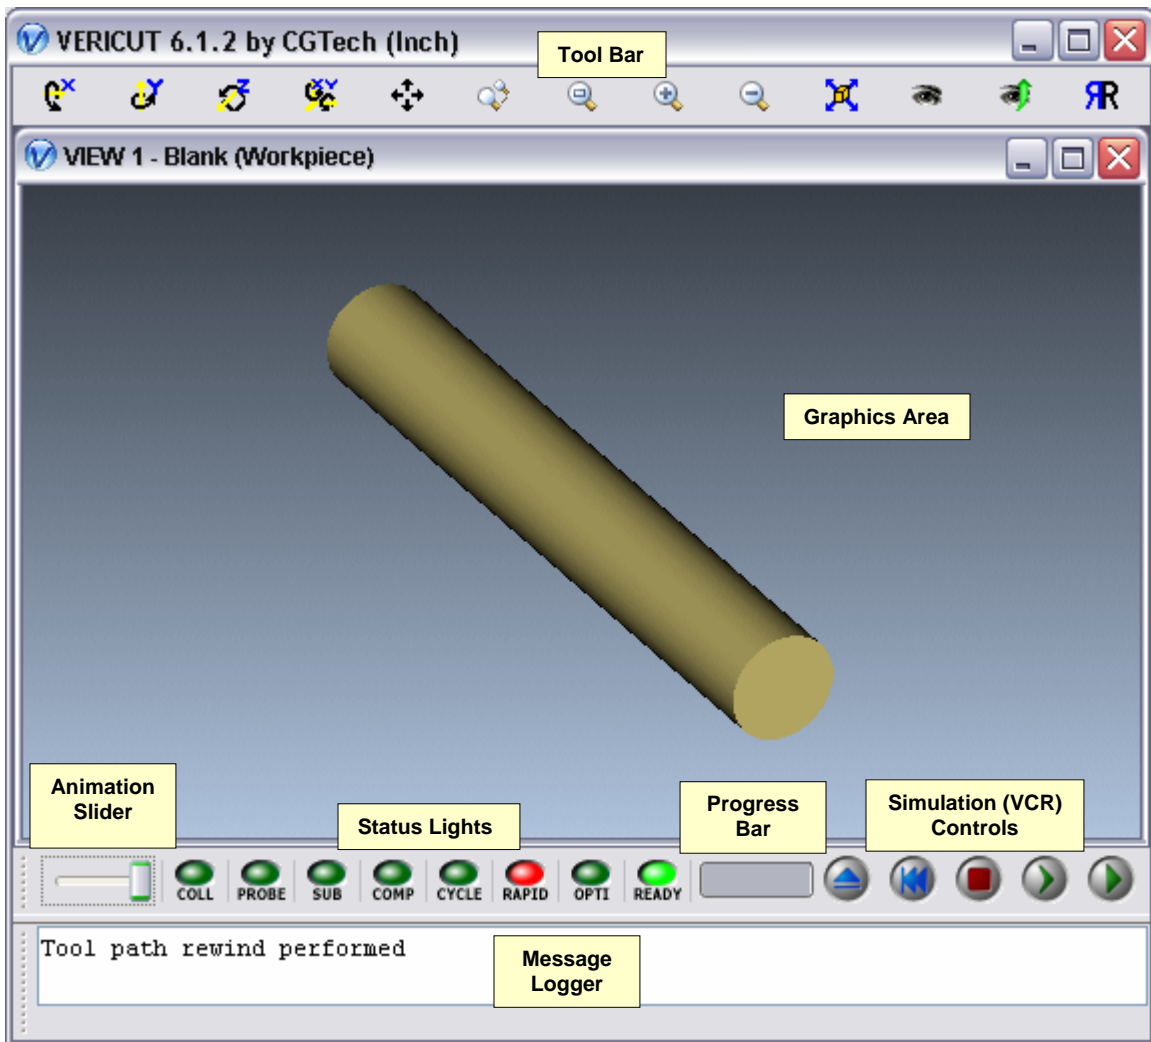 VERICUT 6.1.2 by CGTech (Inch)
Tool Bar
X Y Z XY
VIEW 1 - Blank (Workpiece)
Graphics Area
Animation
Slider
Status Lights
Progress
Bar
Simulation (VCR)
Controls
COLL PROBE SUB COMP CYCLE RAPID OPTI READY
Tool path rewind performed
Message
Logger